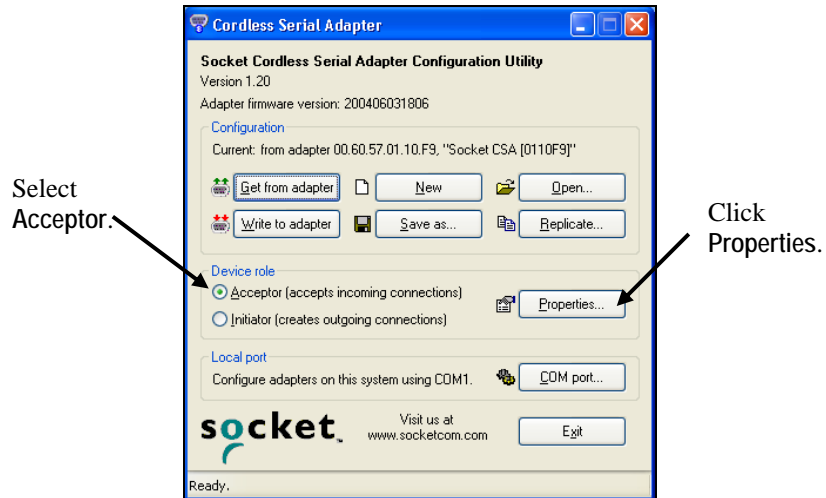 Cordless Serial Adapter
Socket Cordless Serial Adapter Configuration Utility
Version 1.20
Adapter firmware version: 200406031806
Configuration
Current: from adapter 00.60.57.01.10.F9, "Socket CSA [0110F9]"
Get from adapter New Open...
Write to adapter Save as... Replicate...
Select
Acceptor.
Click
Properties.
Device role
Acceptor (accepts incoming connections)
Properties...
Initiator (creates outgoing connections)
Local port
Configure adapters on this system using COM1. COM port...
socket™
Visit us at
www.socketcom.com
Exit
Ready.